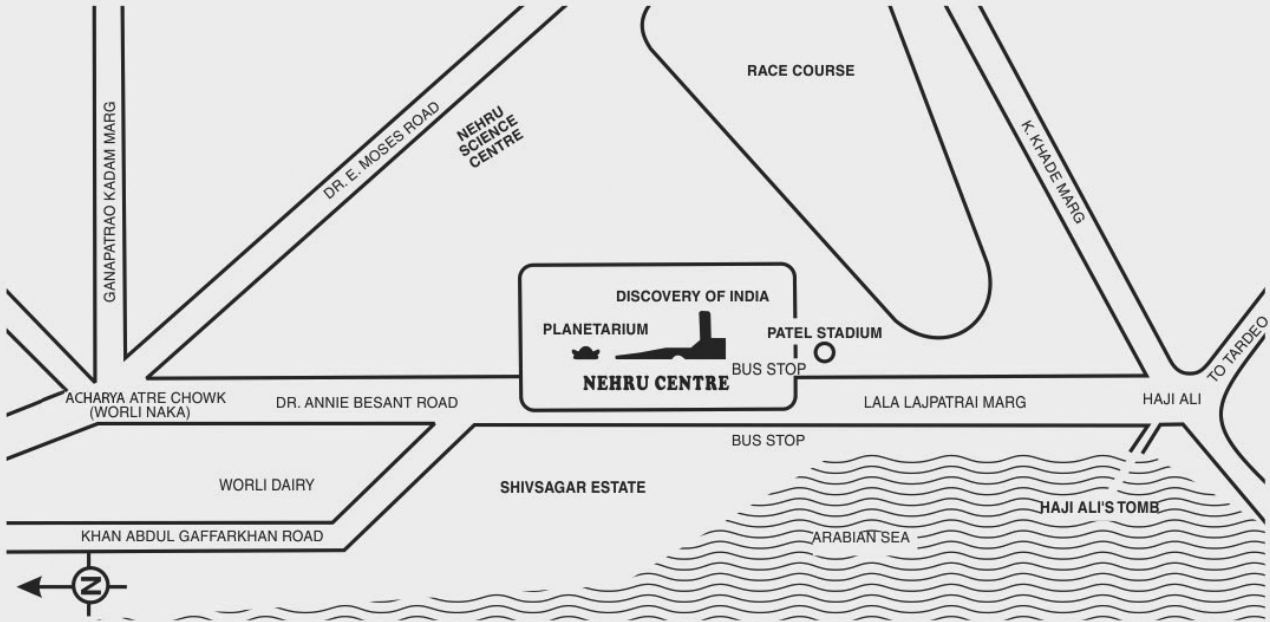 RACE COURSE
GANAPATRAO KADAM MARG
DR. E. MOSES ROAD
NEHRU
SCIENCE
CENTRE
K. KHADE MARG
DISCOVERY OF INDIA
PLANETARIUM
PATEL STADIUM
BUS STOP
NEHRU CENTRE
TO TARDEO
ACHARYA ATRE CHOWK
(WORLI NAKA)
DR. ANNIE BESANT ROAD
LALA LAJPATRAI MARG
HAJI ALI
BUS STOP
WORLI DAIRY
SHIVSAGAR ESTATE
HAJI ALI'S TOMB
KHAN ABDUL GAFFARKHAN ROAD
ARABIAN SEA
N